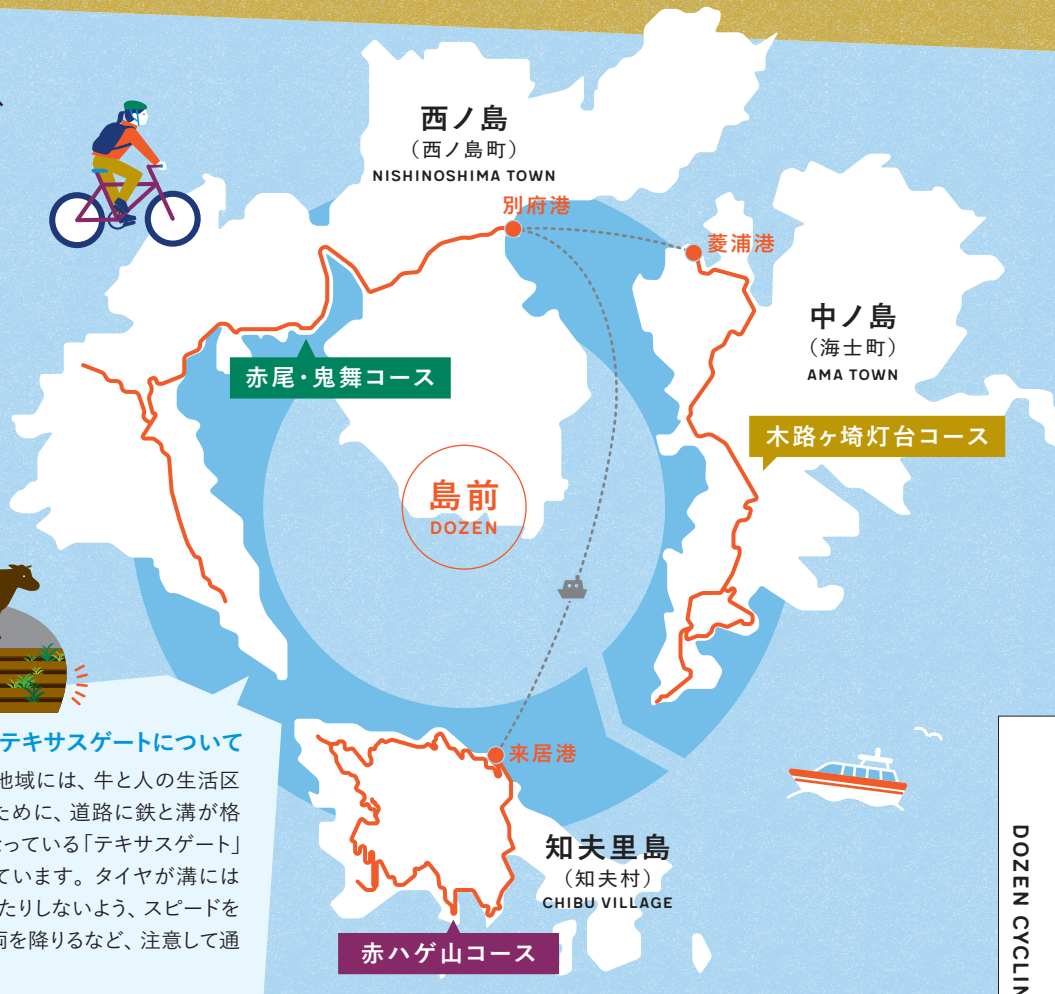 西ノ島
（西ノ島町）
NISHINOSHIMA TOWN
別府港
菱浦港
中ノ島
（海士町）
AMA TOWN
赤尾・鬼舞コース
木路ヶ埼灯台コース
島前
DOZEN
テキサスゲートについて
地域には、牛と人の生活区
ために、道路に鉄と溝が格
なっている「テキサスゲート」
ています。タイヤが溝には
たりしないよう、スピードを
両を降りるなど、注意して通
来居港
知夫里島
（知夫村）
CHIBU VILLAGE
赤ハゲ山コース
DOZEN CYCLIN